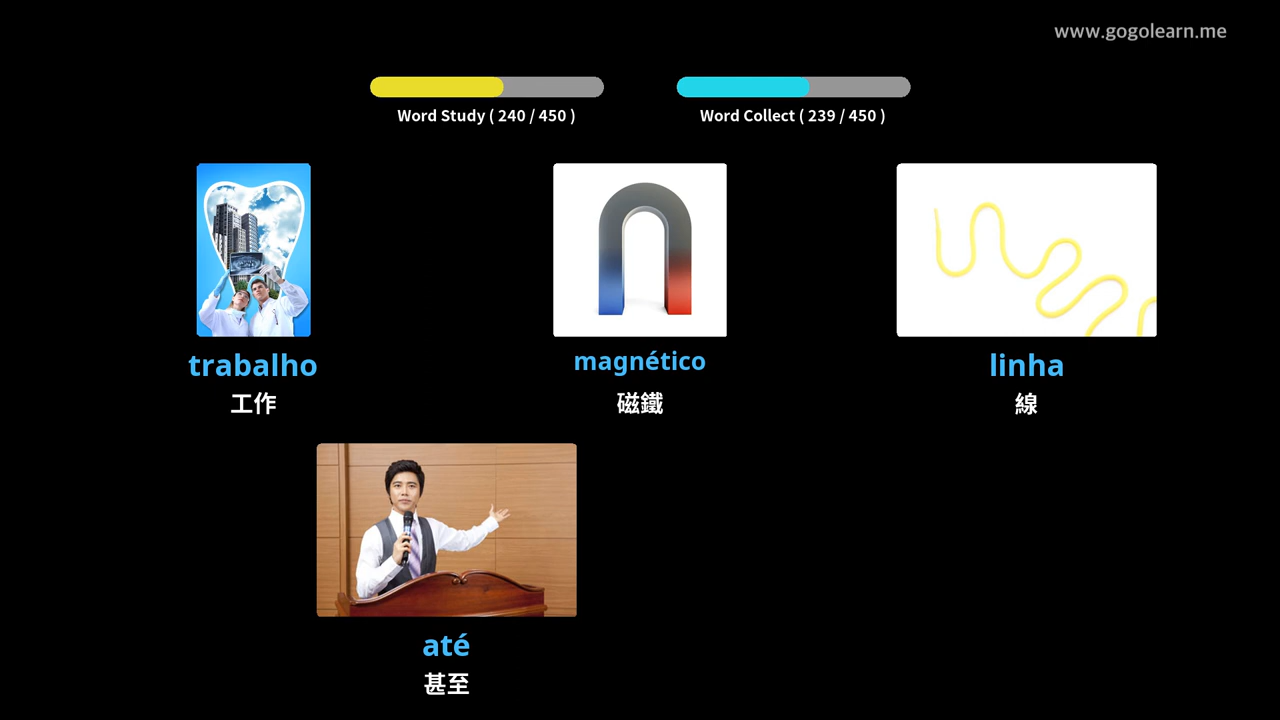 www.gogolearn.me
Word Study ( 240 / 450 )
Word Collect ( 239 / 450 )
trabalho
工作
magnético
磁鐵
linha
線
até
甚至